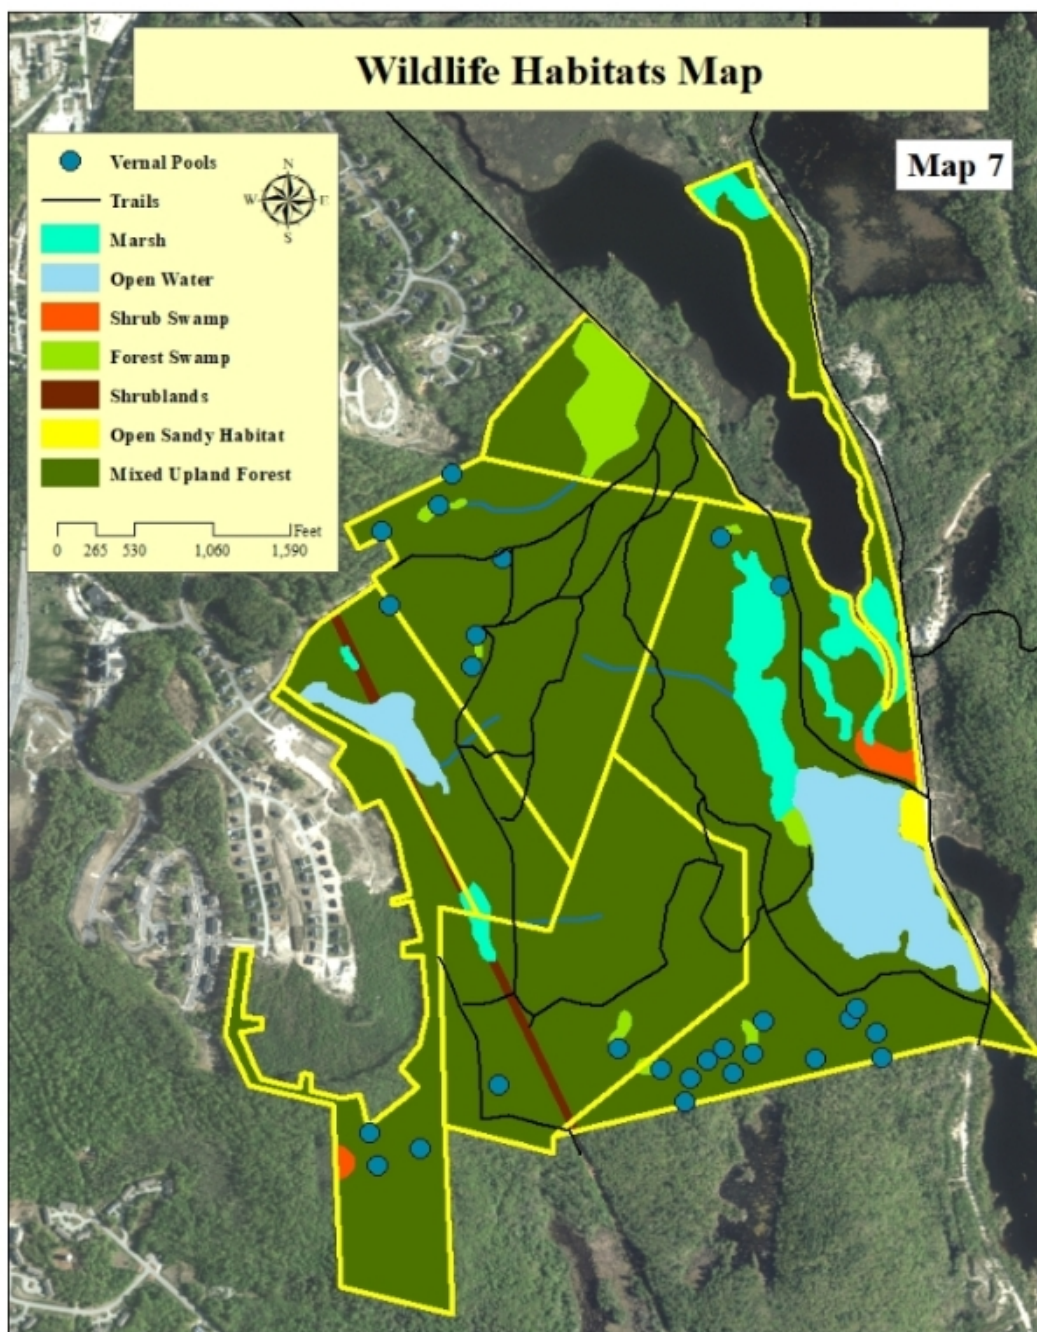 Wildlife Habitats Map
Map 7
Vernal Pools
Trails
Marsh
Open Water
Shrub Swamp
Forest Swamp
Shrublands
Open Sandy Habitat
Mixed Upland Forest
N
W E
S
Feet
0 265 530 1,060 1,590